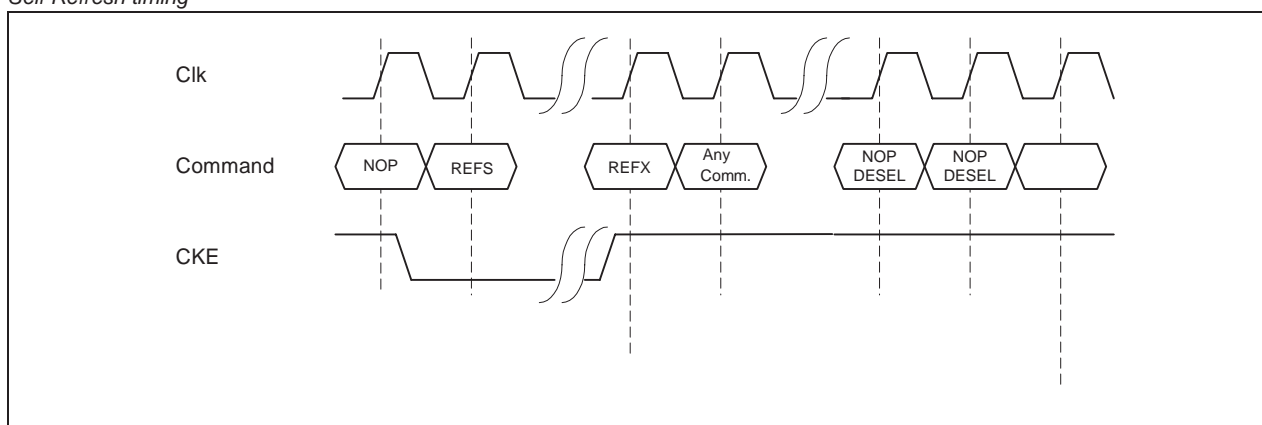 Self Refresh timing
Clk
Command
NOP
REFS
REFX
Any
Comm.
NOP
DESEL
NOP
DESEL
CKE